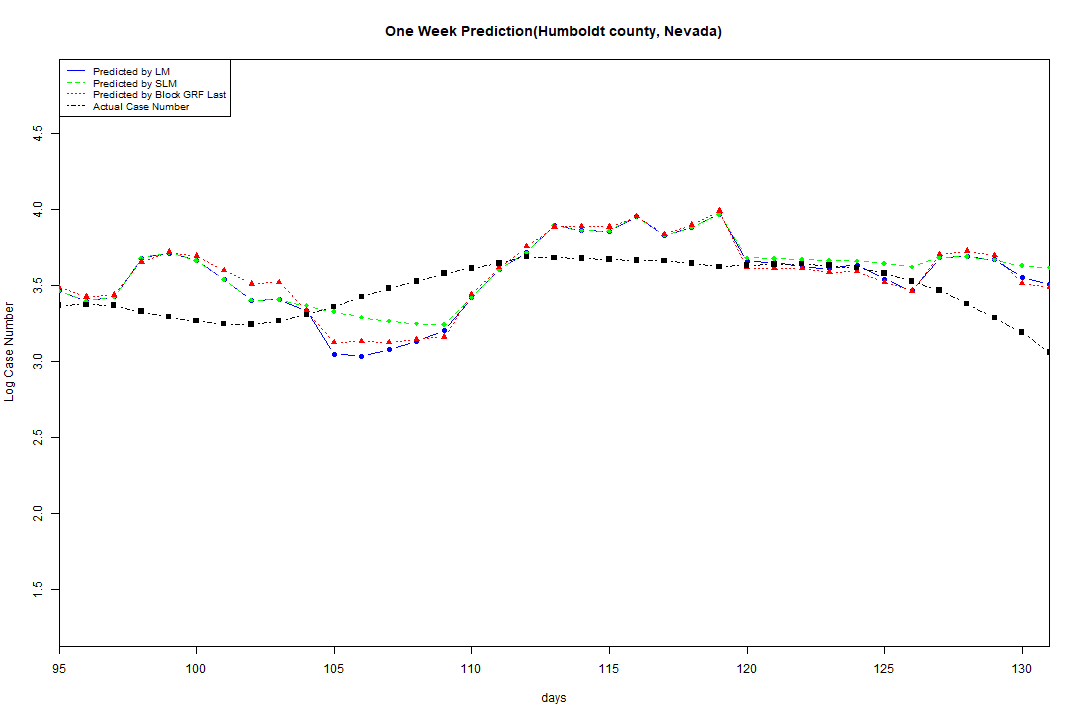 One Week Prediction(Humboldt county, Nevada)
Predicted by LM
Predicted by SLM
Predicted by Block GRF Last
Actual Case Number
Log Case Number
4.5
4.0
3.5
3.0
2.5
2.0
1.5
95 100 105 110 115 120 125 130
days